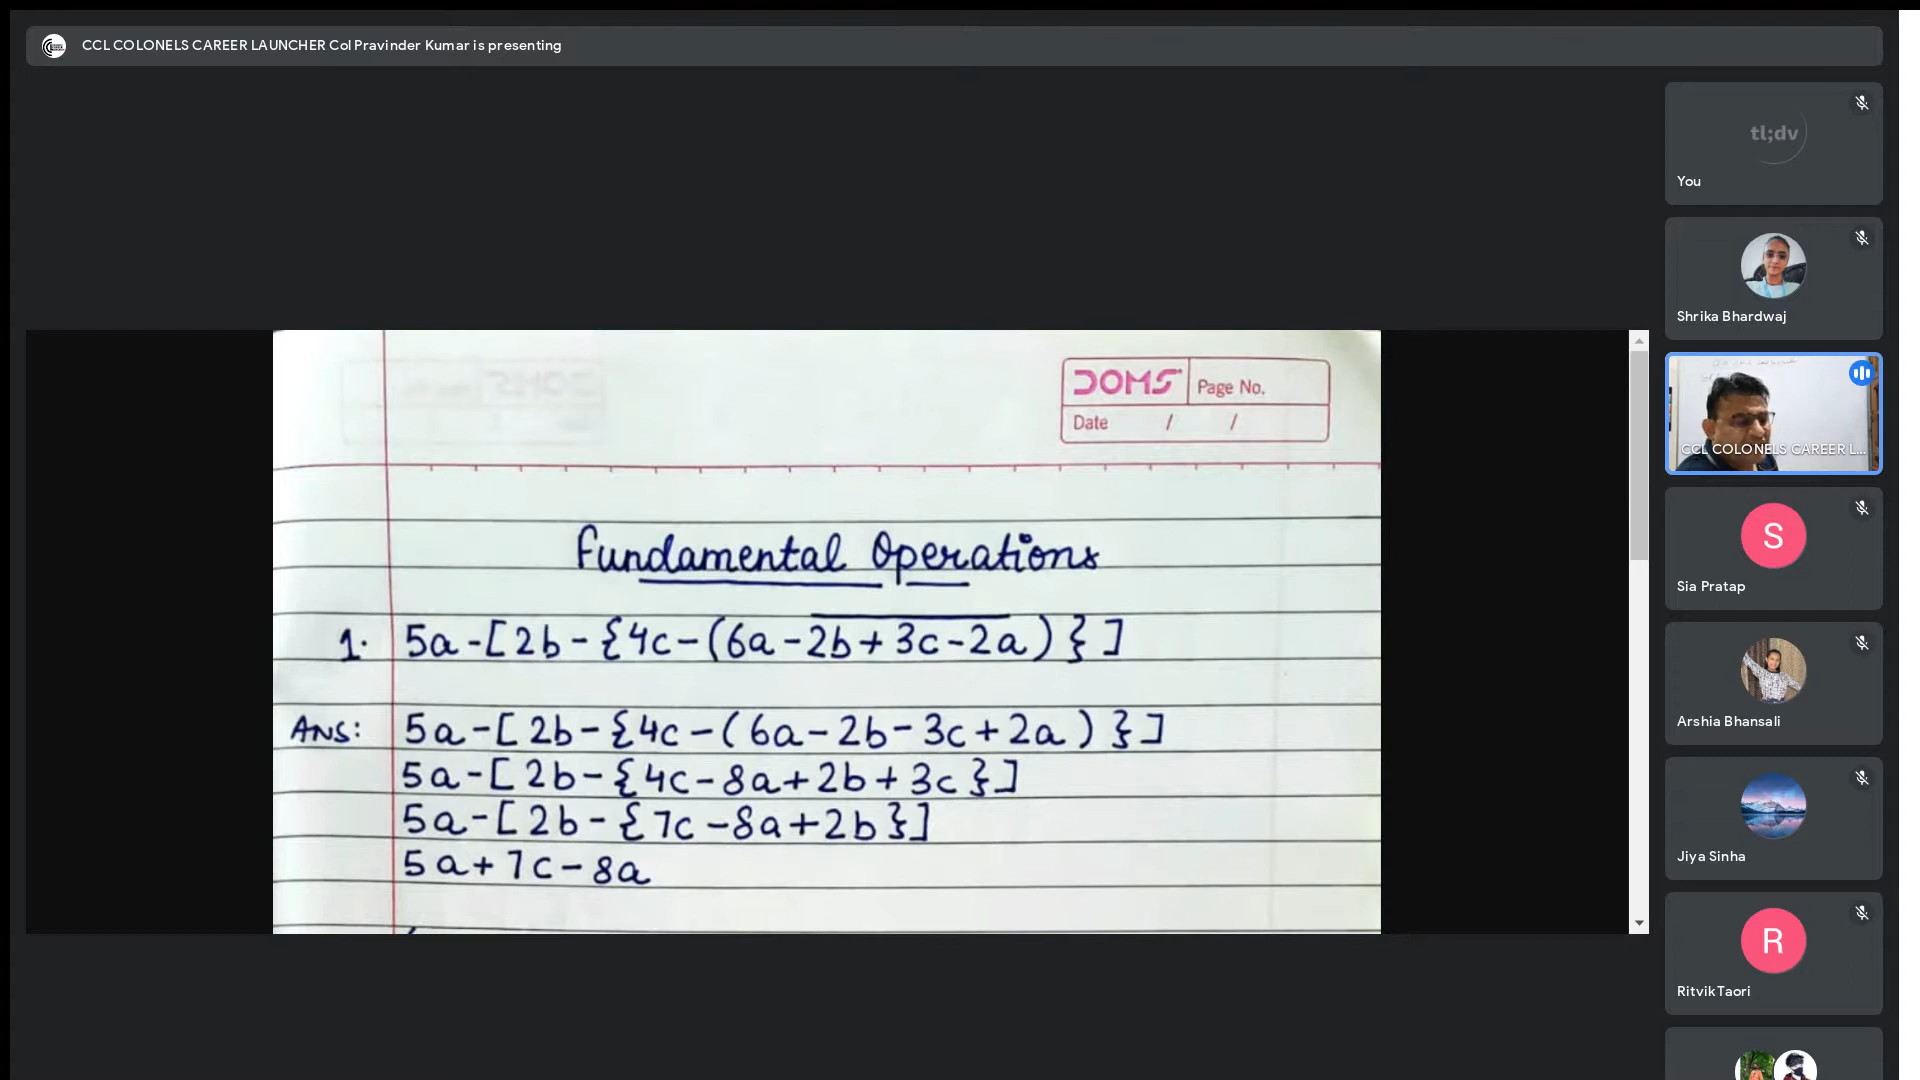 CCL COLONELS CAREER LAUNCHER Col Pravinder Kumar is presenting
tl;dv
You
Shrika Bhardwaj
CCL COLONELS CAREER L...
S
Sia Pratap
Arshia Bhansali
Jiya Sinha
R
Ritvik Taori
DOMS Page No.
Date / /
Fundamental Operations
1. 5a-[2b-{4c-(6a-2̅b̅+̅3̅c̅-̅2̅a̅)}]
ANS: 5a-[2b-{4c-(6a-2b-3c+2a)}]
5a-[2b-{4c-8a+2b+3c}]
5a-[2b-{7c-8a+2b}]
5a+7c-8a